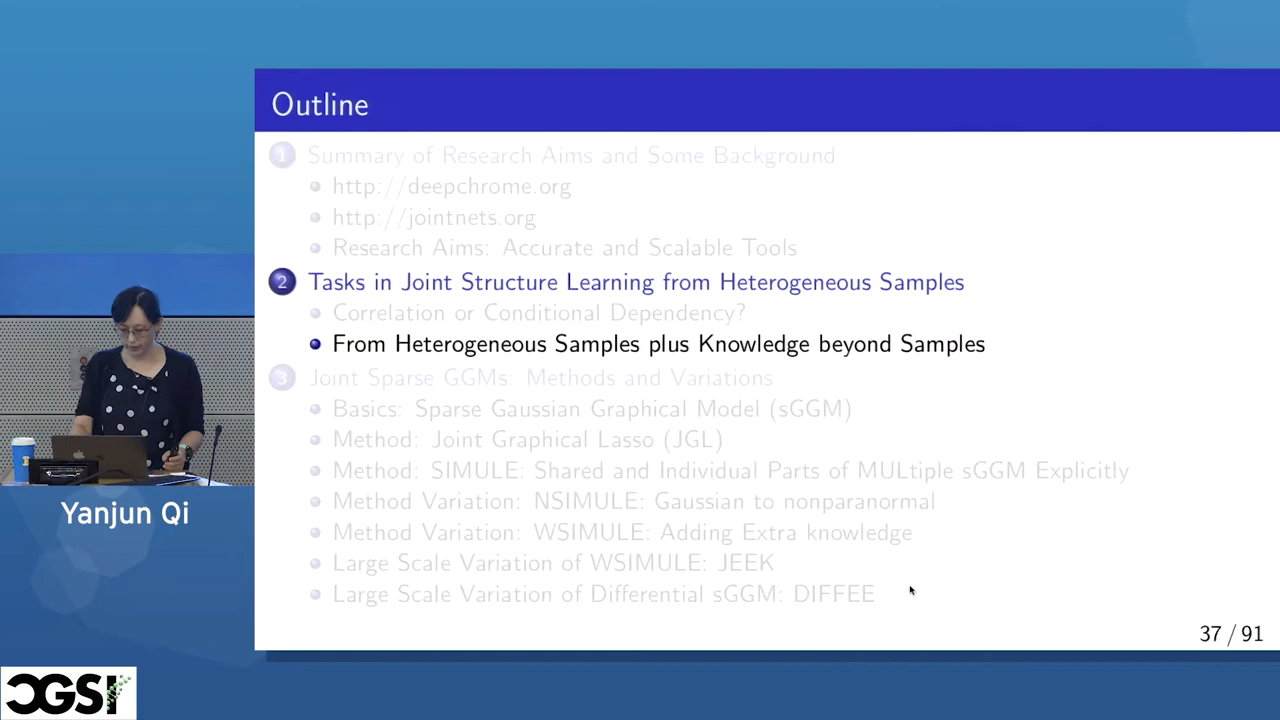 Outline
1 Summary of Research Aims and Some Background
http://deepchrome.org
http://jointnets.org
Research Aims: Accurate and Scalable Tools
2 Tasks in Joint Structure Learning from Heterogeneous Samples
Correlation or Conditional Dependency?
From Heterogeneous Samples plus Knowledge beyond Samples
3 Joint Sparse GGMs: Methods and Variations
Basics: Sparse Gaussian Graphical Model (sGGM)
Method: Joint Graphical Lasso (JGL)
Method: SIMULE: Shared and Individual Parts of MULtiple sGGM Explicitly
Method Variation: NSIMULE: Gaussian to nonparanormal
Method Variation: WSIMULE: Adding Extra knowledge
Large Scale Variation of WSIMULE: JEEK
Large Scale Variation of Differential sGGM: DIFFEE
37 / 91
Yanjun Qi
CGSI